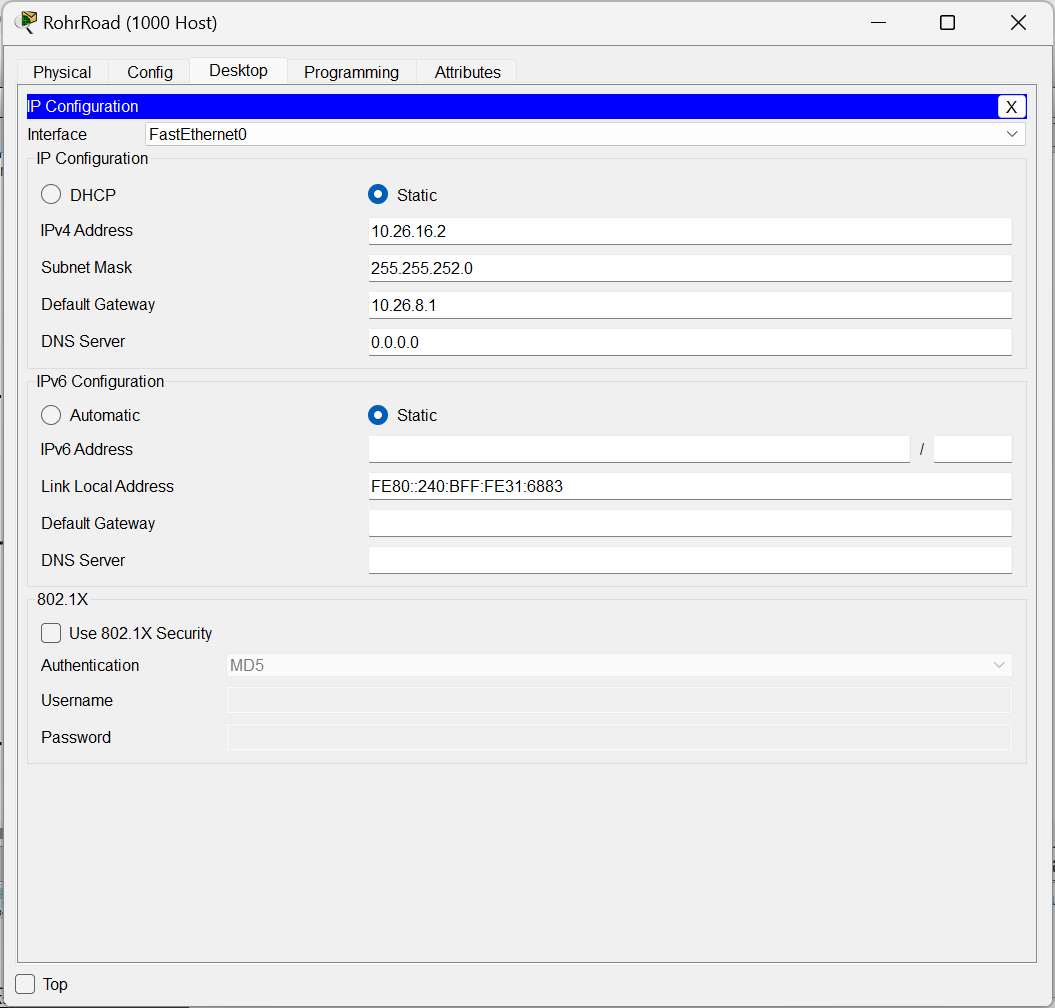 RohrRoad (1000 Host)
Physical Config Desktop Programming Attributes
IP Configuration X
Interface FastEthernet0
IP Configuration
DHCP Static
IPv4 Address 10.26.16.2
Subnet Mask 255.255.252.0
Default Gateway 10.26.8.1
DNS Server 0.0.0.0
IPv6 Configuration
Automatic Static
IPv6 Address /
Link Local Address FE80::240:BFF:FE31:6883
Default Gateway
DNS Server
802.1X
Use 802.1X Security
Authentication MD5
Username
Password
Top